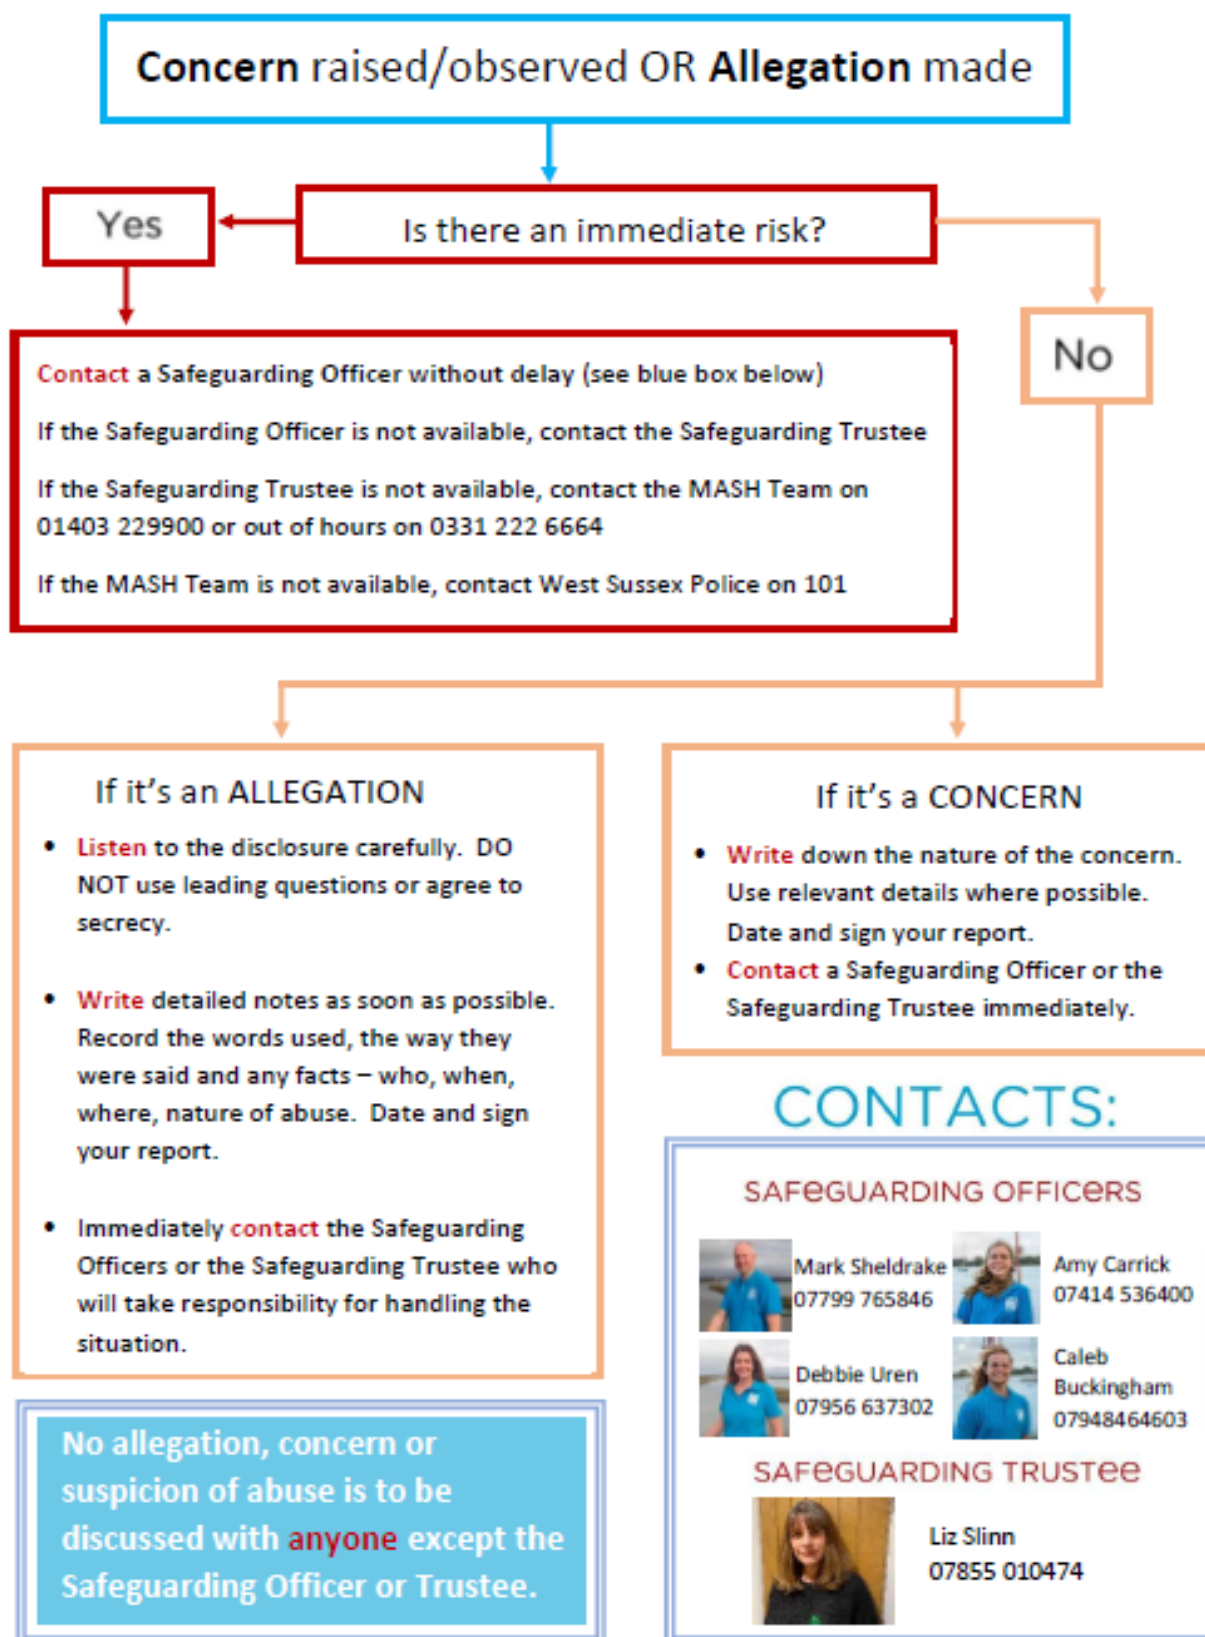 Concern raised/observed OR Allegation made
Yes
Is there an immediate risk?
No
Contact a Safeguarding Officer without delay (see blue box below)
If the Safeguarding Officer is not available, contact the Safeguarding Trustee
If the Safeguarding Trustee is not available, contact the MASH Team on
01403 229900 or out of hours on 0331 222 6664
If the MASH Team is not available, contact West Sussex Police on 101
If it's an ALLEGATION
• Listen to the disclosure carefully. DO
NOT use leading questions or agree to
secrecy.
• Write detailed notes as soon as possible.
Record the words used, the way they
were said and any facts – who, when,
where, nature of abuse. Date and sign
your report.
• Immediately contact the Safeguarding
Officers or the Safeguarding Trustee who
will take responsibility for handling the
situation.
If it's a CONCERN
• Write down the nature of the concern.
Use relevant details where possible.
Date and sign your report.
• Contact a Safeguarding Officer or the
Safeguarding Trustee immediately.
No allegation, concern or
suspicion of abuse is to be
discussed with anyone except the
Safeguarding Officer or Trustee.
CONTACTS:
SAFeGUARDING OFFICeRS
Mark Sheldrake
07799 765846
Amy Carrick
07414 536400
Debbie Uren
07956 637302
Caleb
Buckingham
07948464603
SAFeGUARDING TRUSTee
Liz Slinn
07855 010474